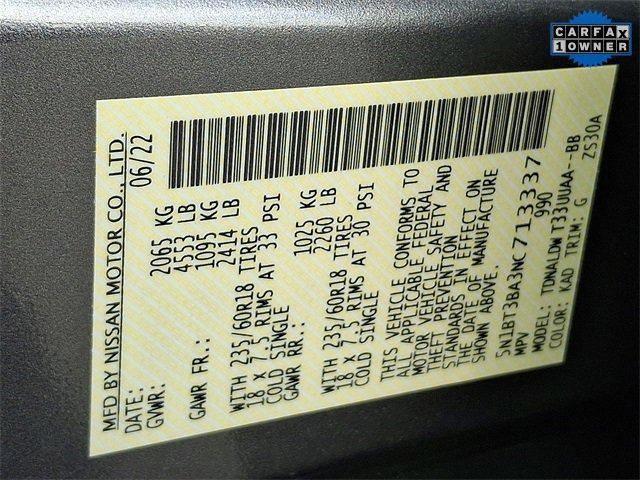 CARFAX
1 OWNER
MFD BY NISSAN MOTOR CO., LTD.
DATE: 06/22
GVWR: 2065 KG
4553 LB
GAWR FR.: 1095 KG
2414 LB
WITH 235/60R18 TIRES
18 X 7.5 RIMS AT 33 PSI
COLD SINGLE
GAWR RR.: 1025 KG
2260 LB
WITH 235/60R18 TIRES
18 X 7.5 RIMS AT 30 PSI
COLD SINGLE
THIS VEHICLE CONFORMS TO
ALL APPLICABLE FEDERAL
MOTOR VEHICLE SAFETY AND
THEFT PREVENTION
STANDARDS IN EFFECT ON
THE DATE OF MANUFACTURE
SHOWN ABOVE.
5N1BT3BA3NC713337
MPV 990
MODEL: TDNALDWT33UUAA--BB
COLOR: KAD TRIM: G ZS30A